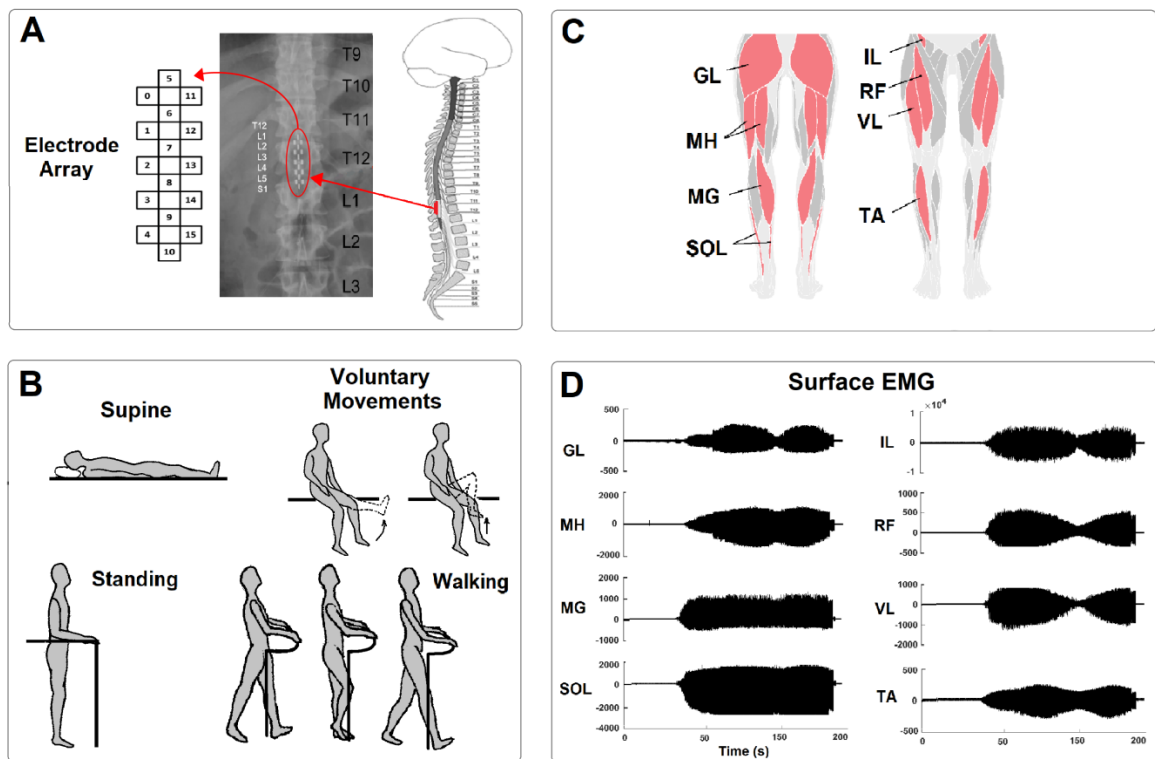 A
Electrode
Array
5
0 11
6
1 12
7
2 13
8
3 14
9
4 15
10
T12
L1
L2
L3
L4
L5
S1
T9
T10
T11
T12
L1
L2
L3
B
Supine
Voluntary
Movements
Standing
Walking
C
GL
MH
MG
SOL
IL
RF
VL
TA
D
Surface EMG
GL
500
0
-500
MH
2000
0
-2000
MG
2000
1000
0
-1000
SOL
2000
0
-2000
-4000
0 50 150 200
Time (s)
IL
×10⁴
1
0
-1
RF
1000
500
0
-500
VL
1000
0
-1000
-2000
TA
500
0
-500
0 50 150 200